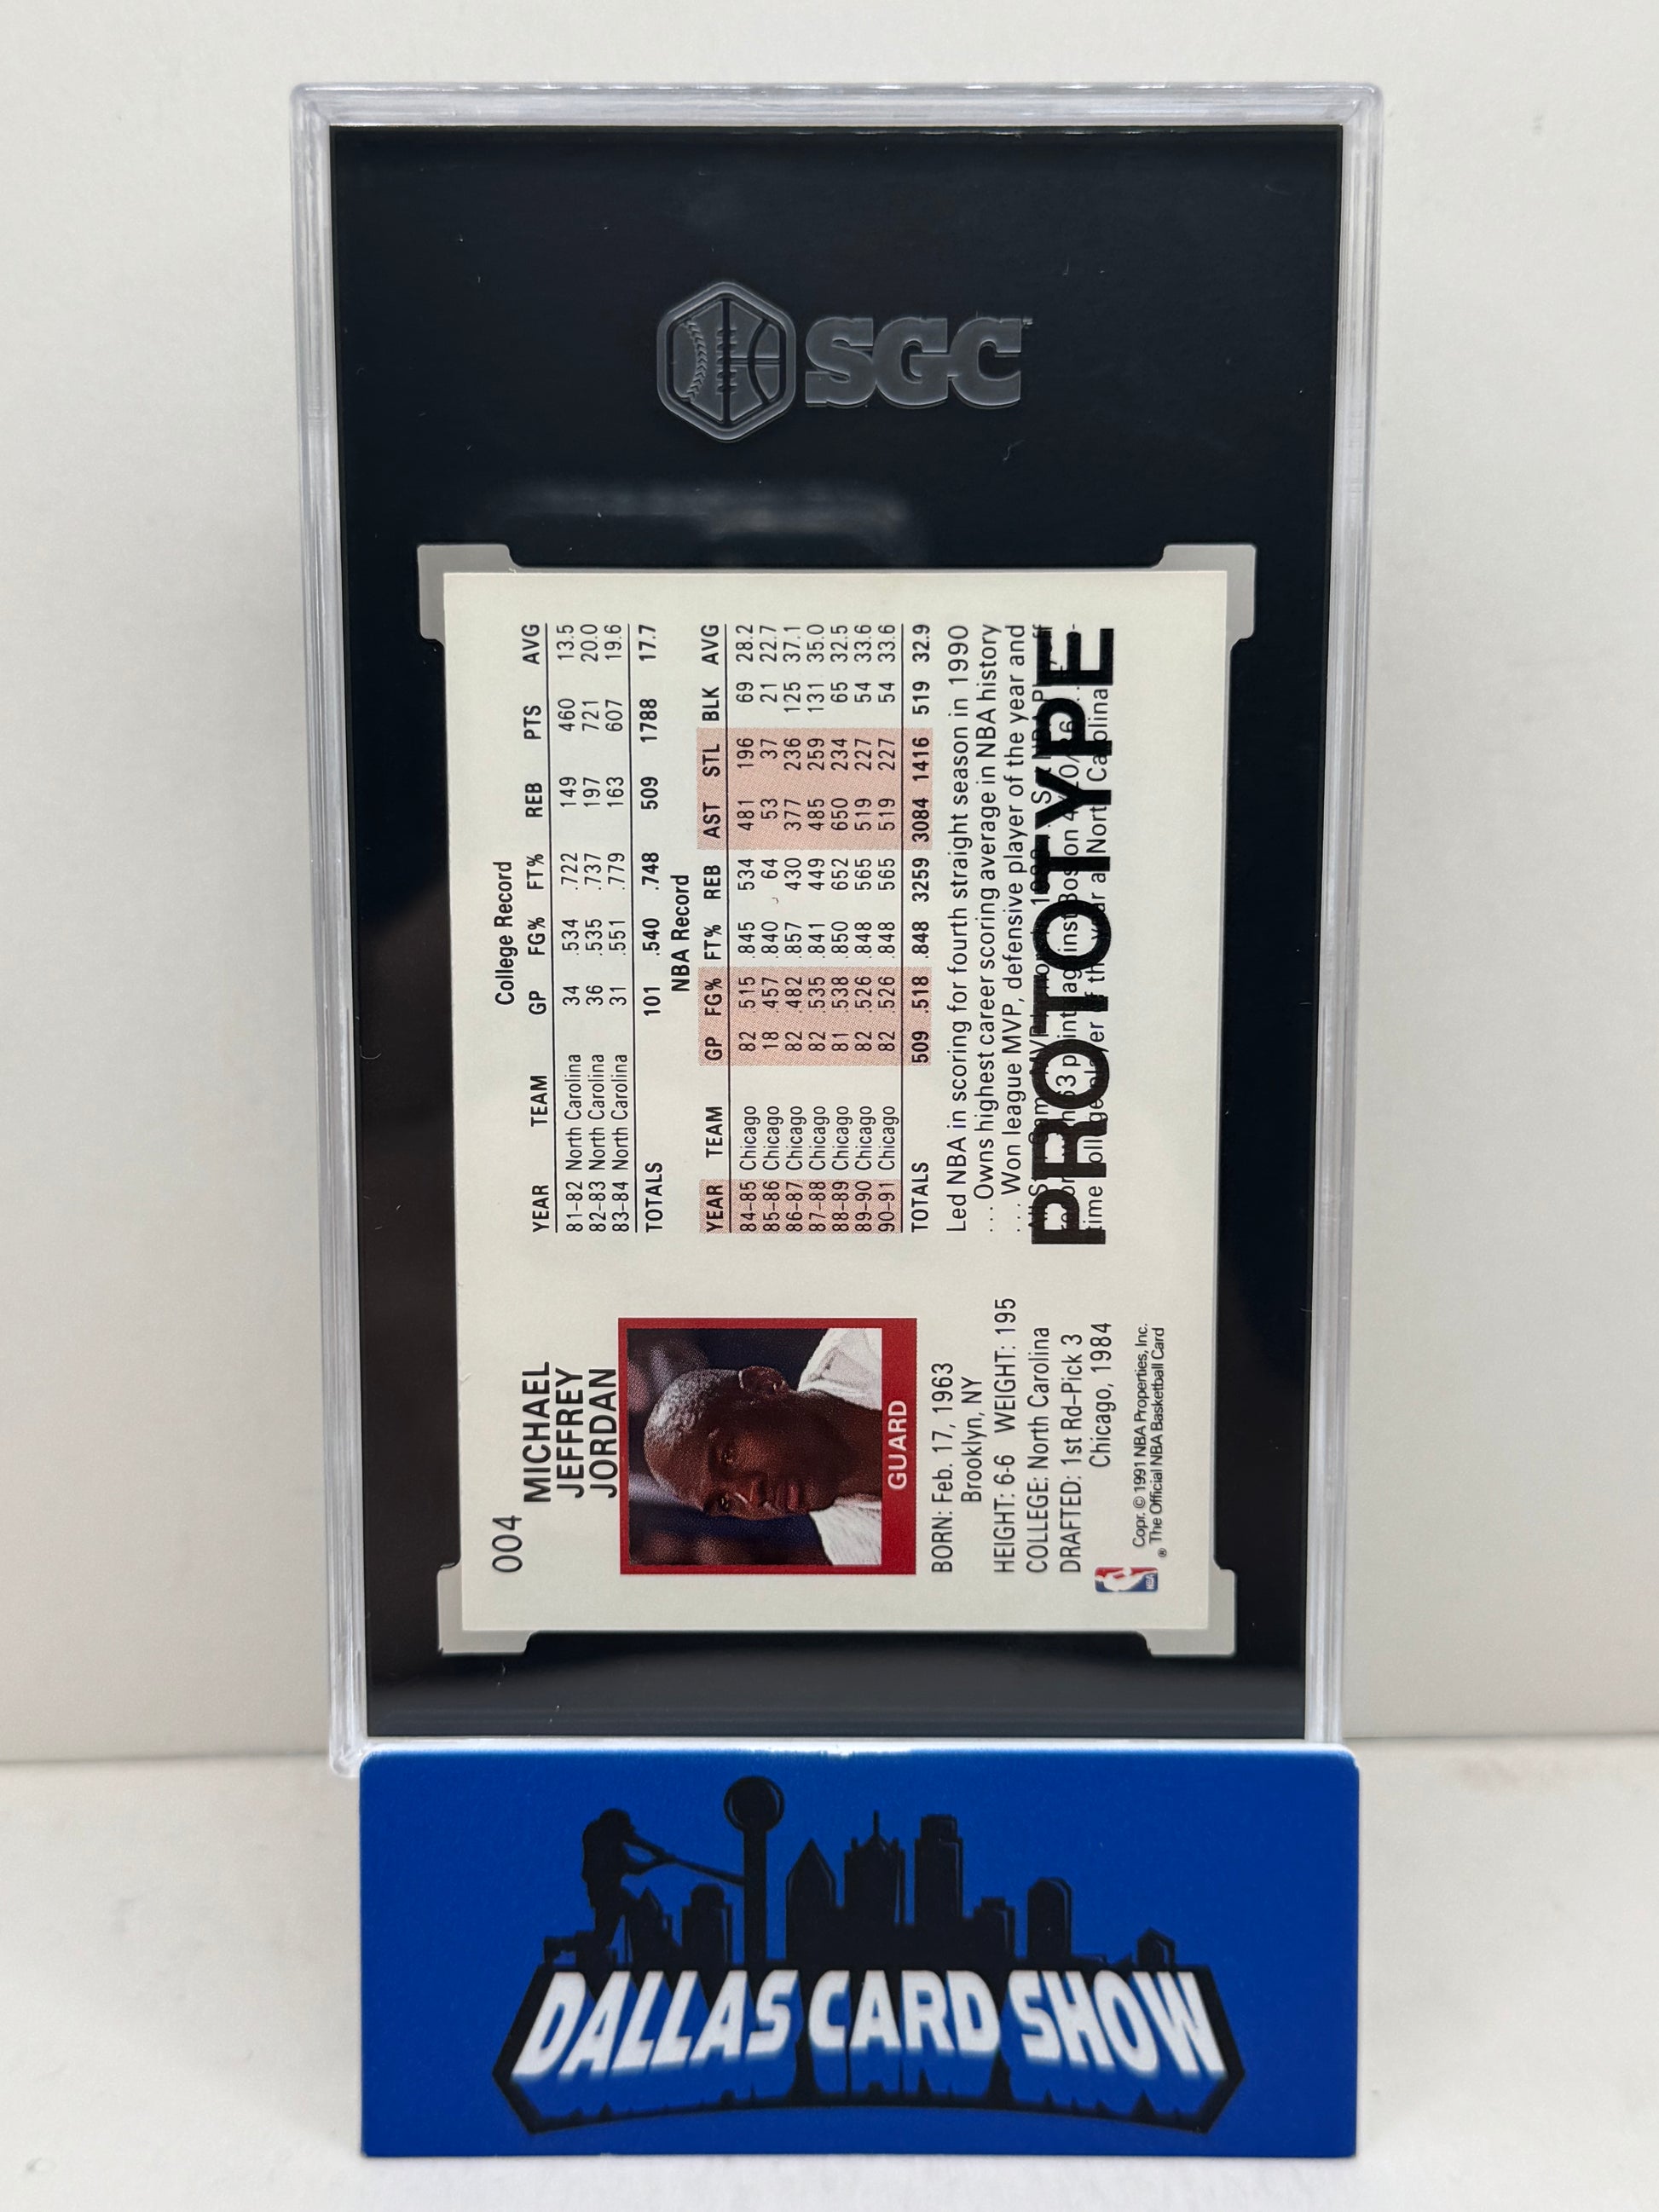 SGC
004
MICHAEL
JEFFREY
JORDAN
GUARD
BORN: Feb. 17, 1963
Brooklyn, NY
HEIGHT: 6-6 WEIGHT: 195
COLLEGE: North Carolina
DRAFTED: 1st Rd-Pick 3
Chicago, 1984
NBA
Copr. © 1991 NBA Properties, Inc.
® The Official NBA Basketball Card
College Record
YEAR TEAM GP FG% FT% REB PTS AVG
81-82 North Carolina 34 .534 .722 149 460 13.5
82-83 North Carolina 36 .535 .737 197 721 20.0
83-84 North Carolina 31 .551 .779 163 607 19.6
TOTALS 101 .540 .748 509 1788 17.7
NBA Record
YEAR TEAM GP FG% FT% REB AST STL BLK AVG
84-85 Chicago 82 .515 .845 534 481 196 69 28.2
85-86 Chicago 18 .457 .840 64 53 37 21 22.7
86-87 Chicago 82 .482 .857 430 377 236 125 37.1
87-88 Chicago 82 .535 .841 449 485 259 131 35.0
88-89 Chicago 81 .538 .850 652 650 234 65 32.5
89-90 Chicago 82 .526 .848 565 519 227 54 33.6
90-91 Chicago 82 .526 .848 565 519 227 54 33.6
TOTALS 509 .518 .848 3259 3084 1416 519 32.9
Led NBA in scoring for fourth straight season in 1990
.... Owns highest career scoring average in NBA history
.... Won league MVP, defensive player of the year and
time North Carolina
PROTOTYPE
DALLAS CARD SHOW